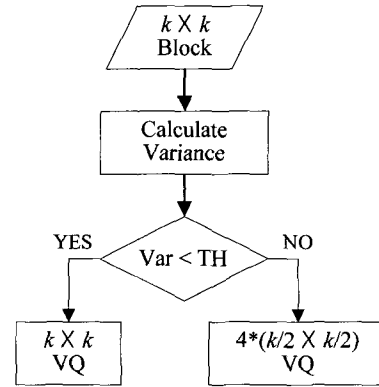 k X k
Block
Calculate
Variance
YES
Var < TH
NO
k X k
VQ
4*(k/2 X k/2)
VQ